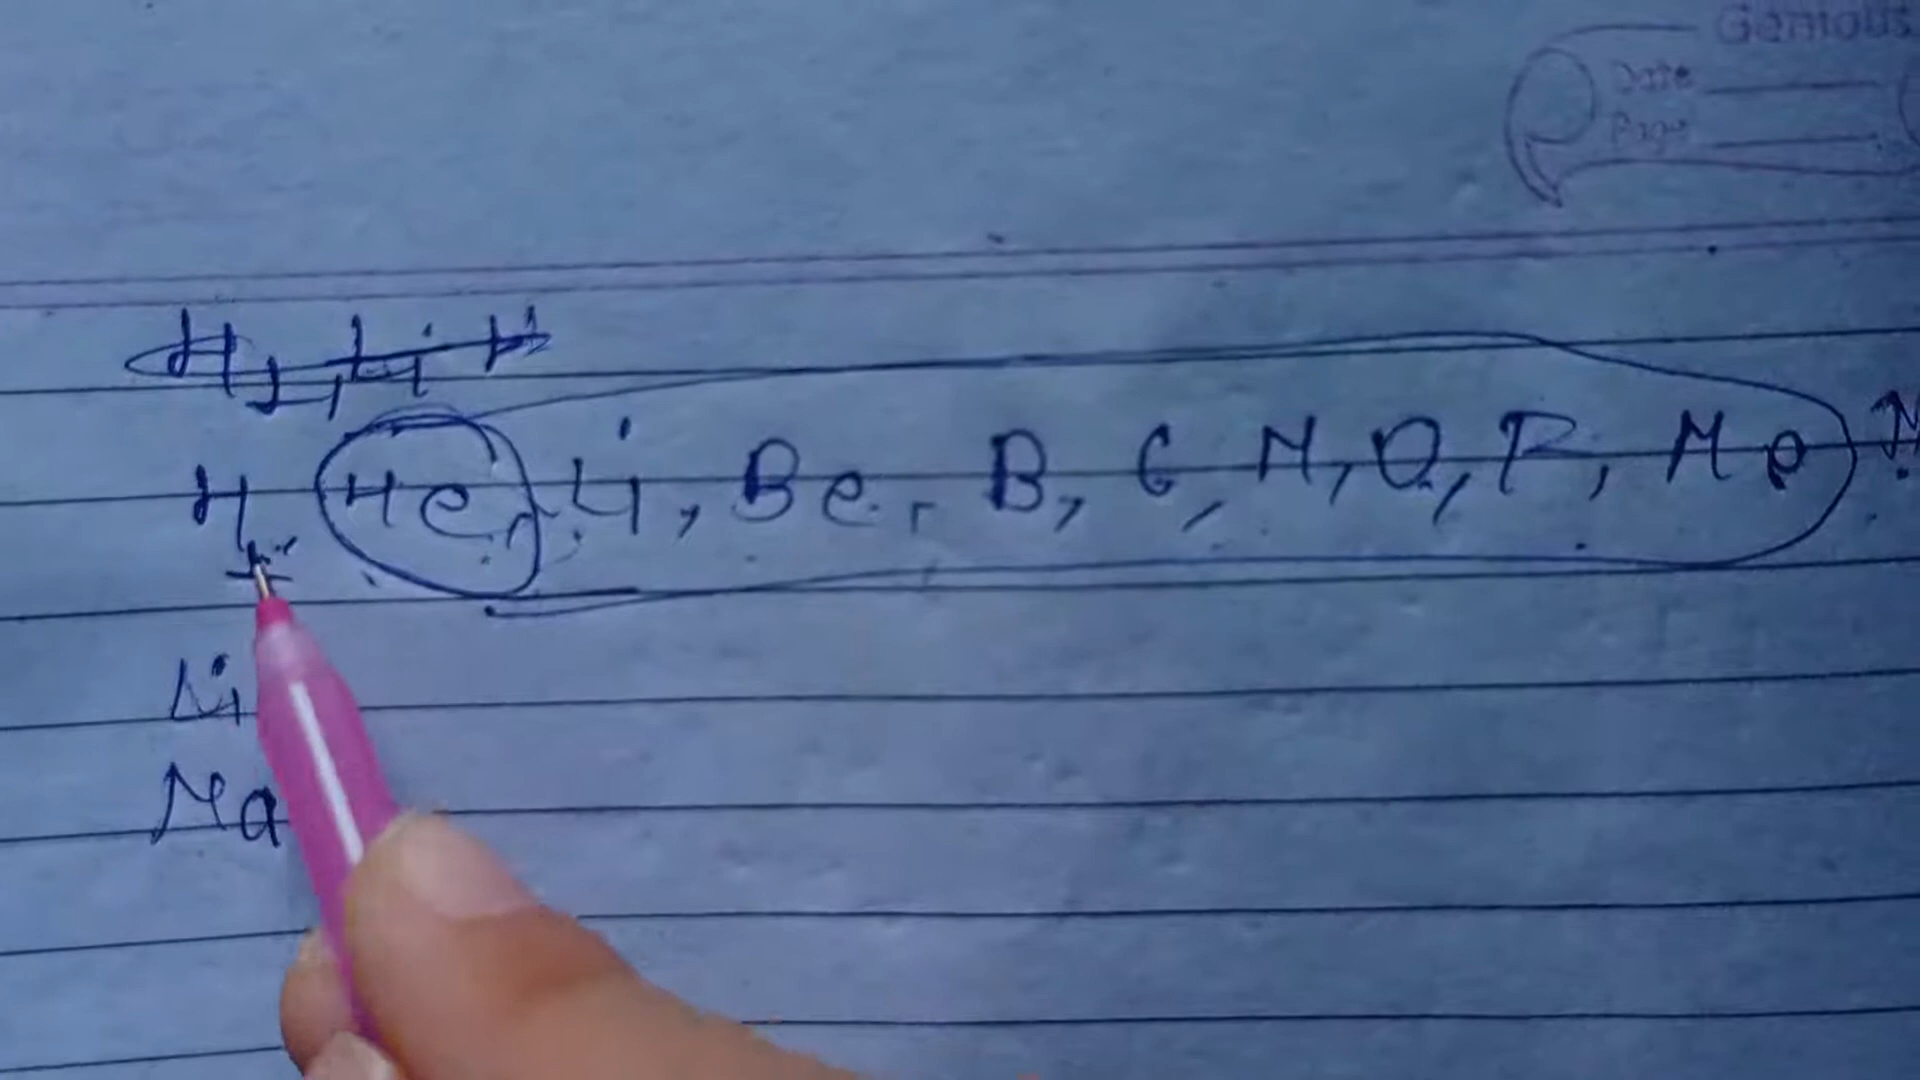 Genious
Date
Page
H, Li H
H He, Li, Be, B, C, N, O, F, Ne
Li
Na